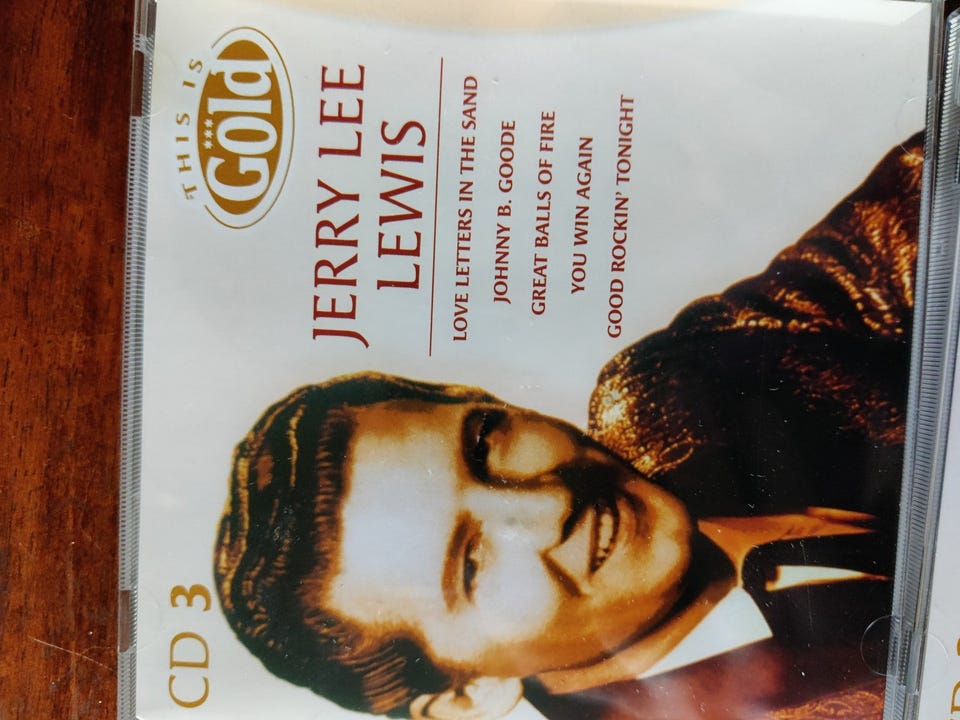 THIS IS
Gold
JERRY LEE
LEWIS
LOVE LETTERS IN THE SAND
JOHNNY B. GOODE
GREAT BALLS OF FIRE
YOU WIN AGAIN
GOOD ROCKIN' TONIGHT
CD 3